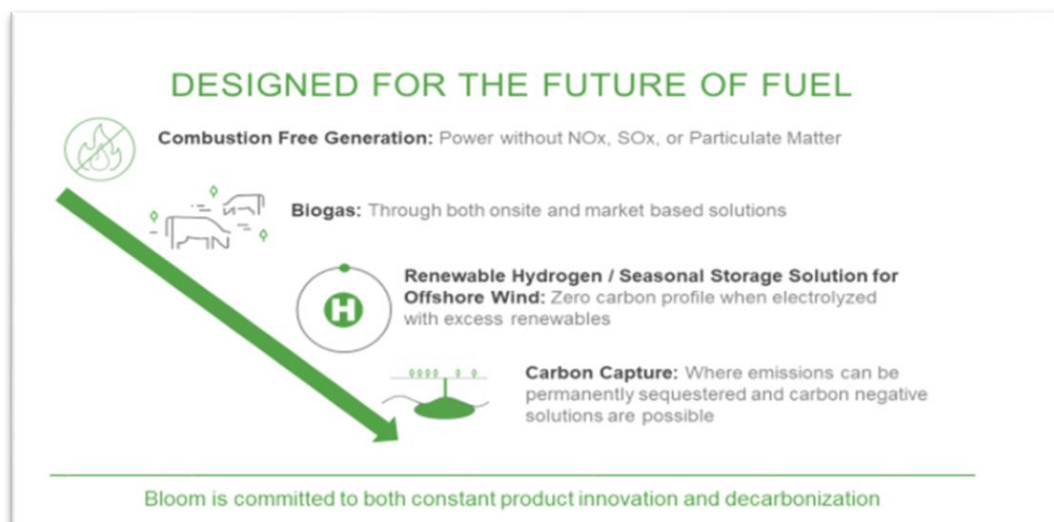 DESIGNED FOR THE FUTURE OF FUEL
Combustion Free Generation: Power without NOx, SOx, or Particulate Matter
Biogas: Through both onsite and market based solutions
H
Renewable Hydrogen / Seasonal Storage Solution for
Offshore Wind: Zero carbon profile when electrolyzed
with excess renewables
Carbon Capture: Where emissions can be
permanently sequestered and carbon negative
solutions are possible
Bloom is committed to both constant product innovation and decarbonization